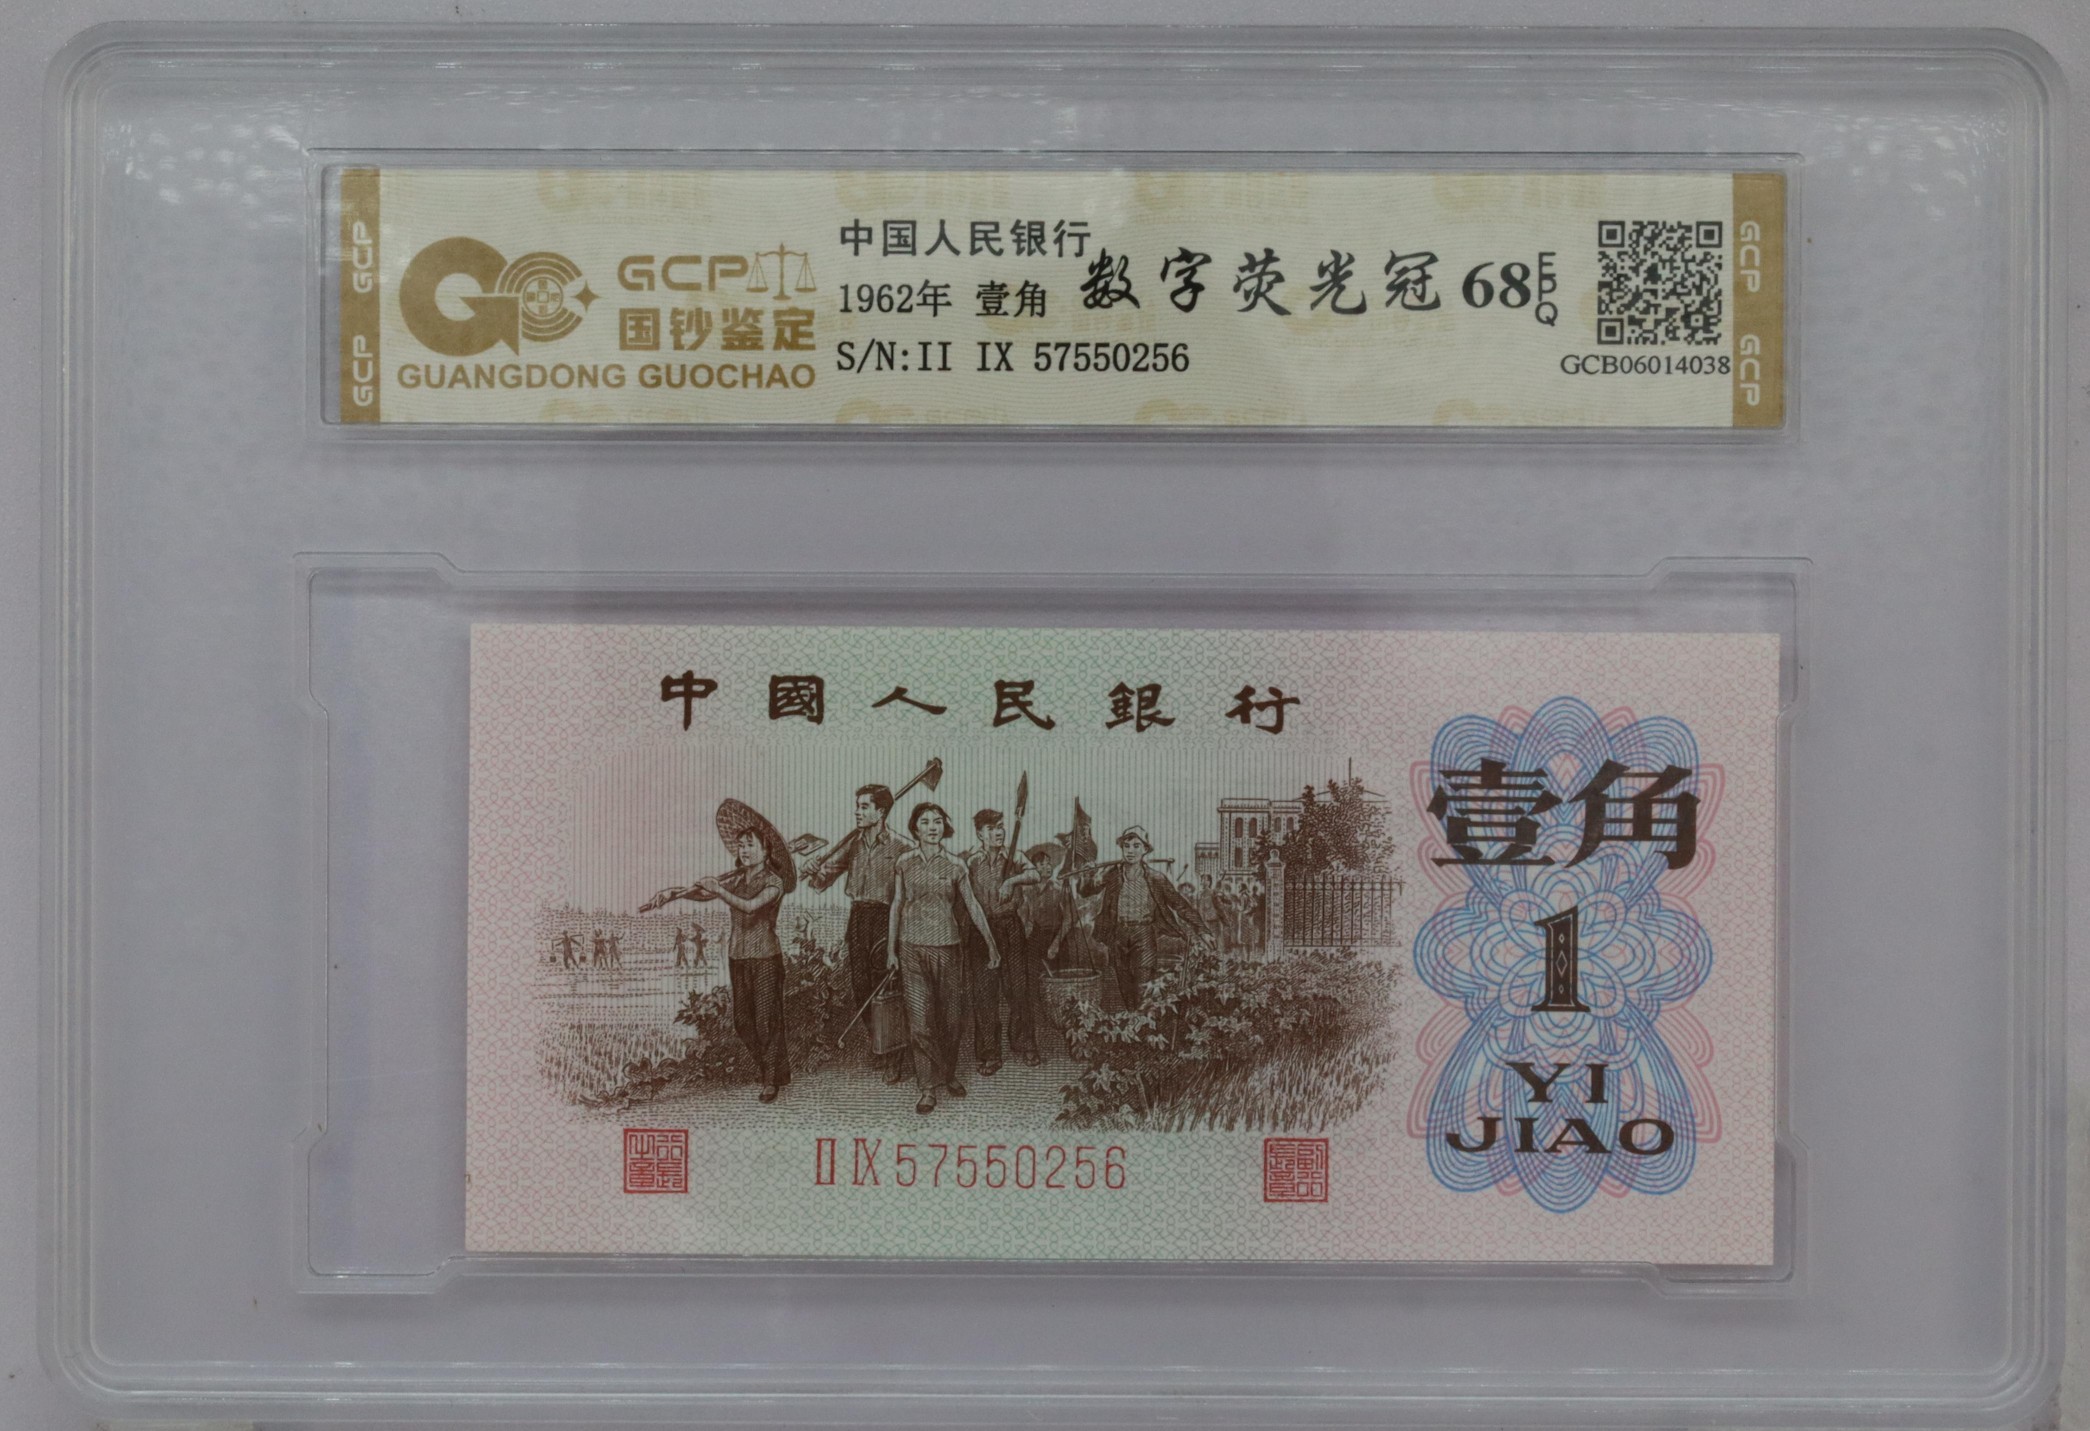 GCP
GCP
GCP
国钞鉴定
GUANGDONG GUOCHAO
中国人民银行
1962年 壹角
S/N:II IX 57550256
数字荧光冠 68 EPQ
GCB06014038
GCP
GCP
中國人民銀行
壹角
1
YI
JIAO
II IX 57550256